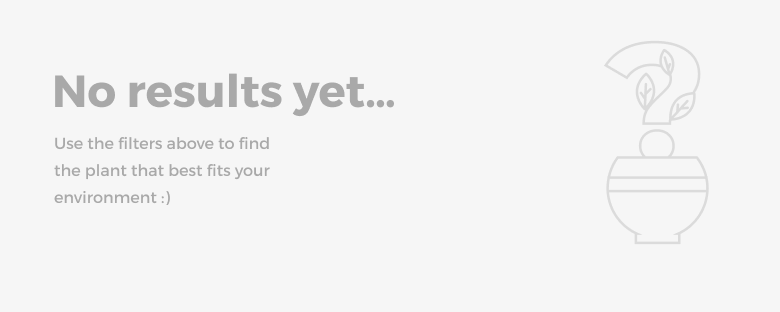 No results yet...
Use the filters above to find
the plant that best fits your
environment :)